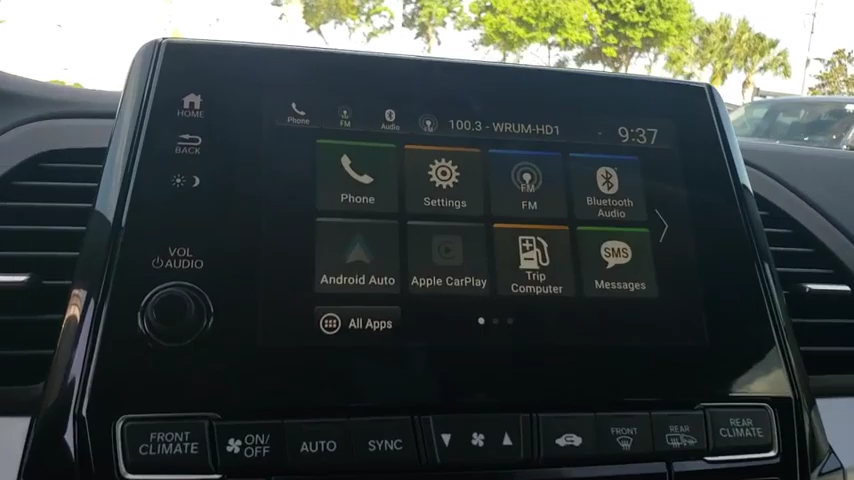 HOME
BACK
VOL
AUDIO
Phone
FM
Audio
100.3 - WRUM-HD1
9:37
Phone
Settings
FM
FM
Bluetooth
Audio
Android Auto
Apple CarPlay
Trip
Computer
SMS
Messages
All Apps
FRONT
CLIMATE
ON/
OFF
AUTO
SYNC
FRONT
REAR
REAR
CLIMATE